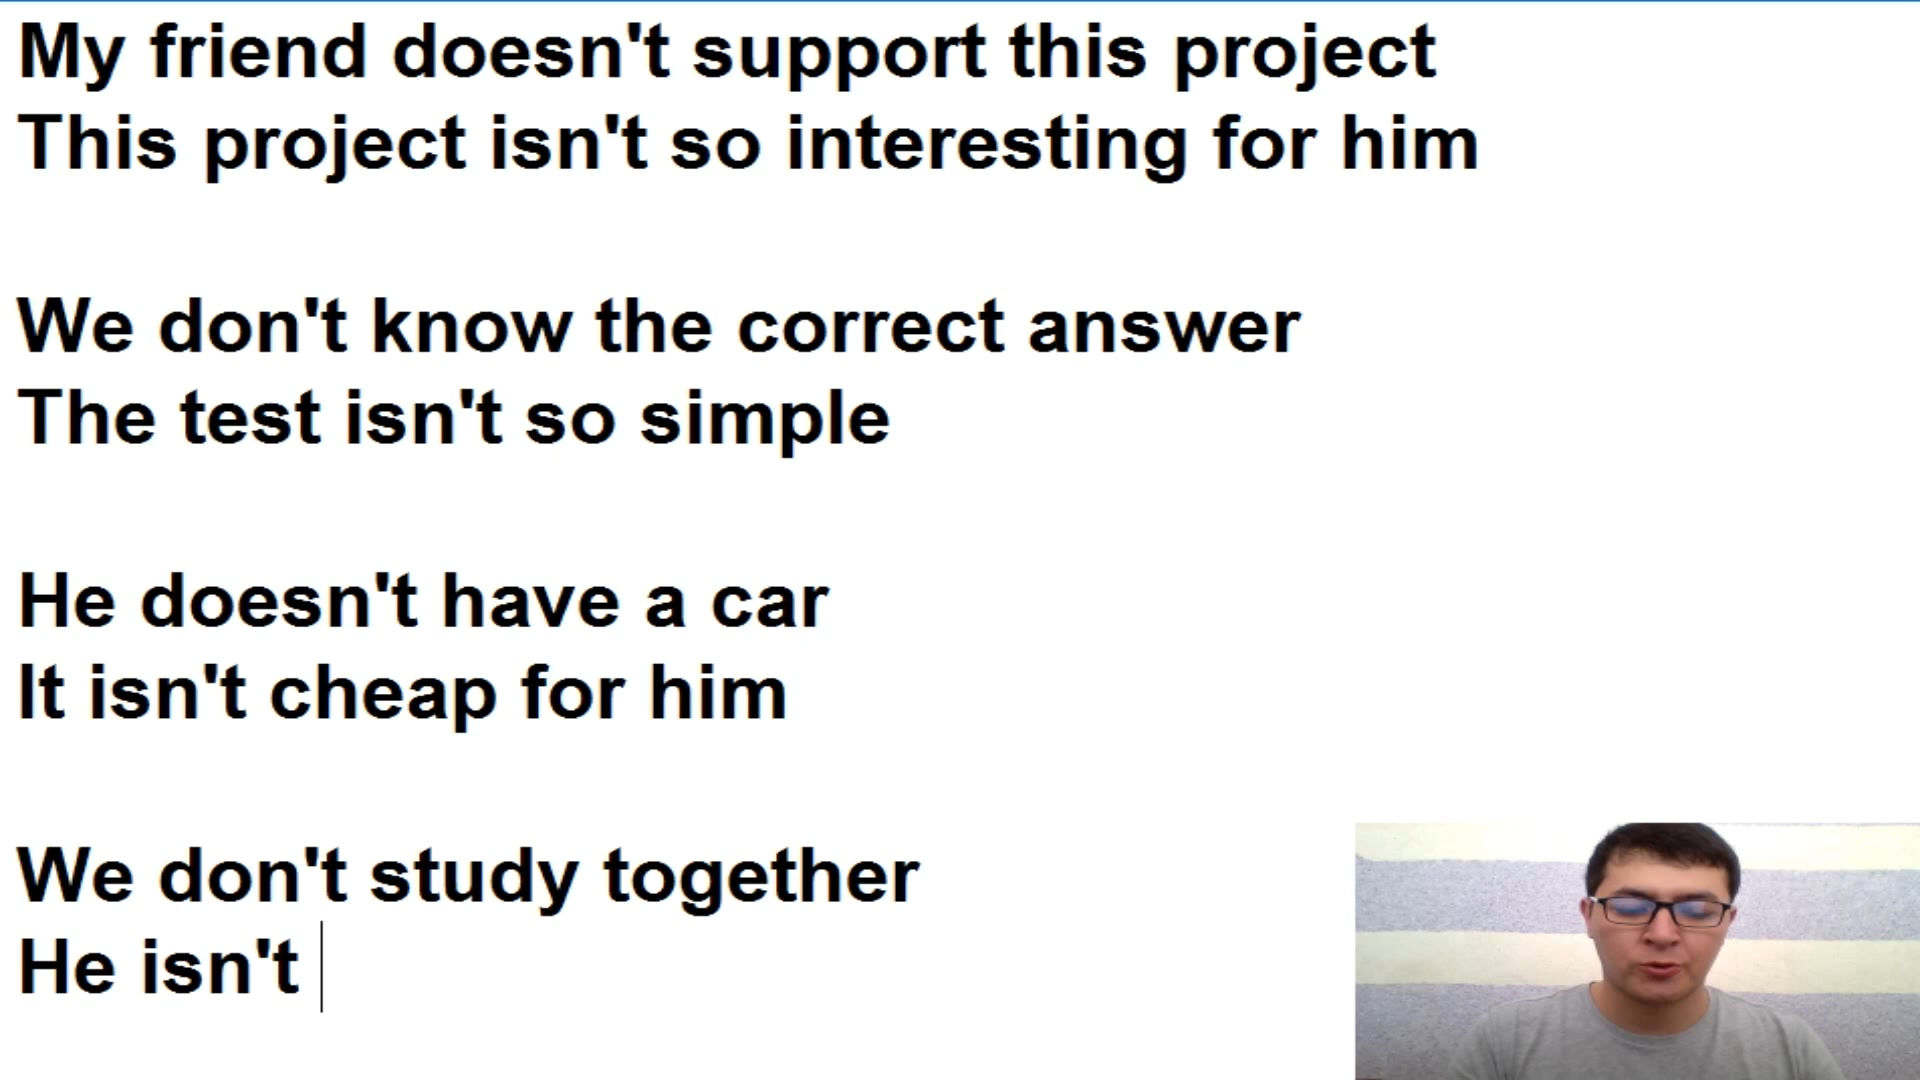 My friend doesn't support this project
This project isn't so interesting for him
We don't know the correct answer
The test isn't so simple
He doesn't have a car
It isn't cheap for him
We don't study together
He isn't